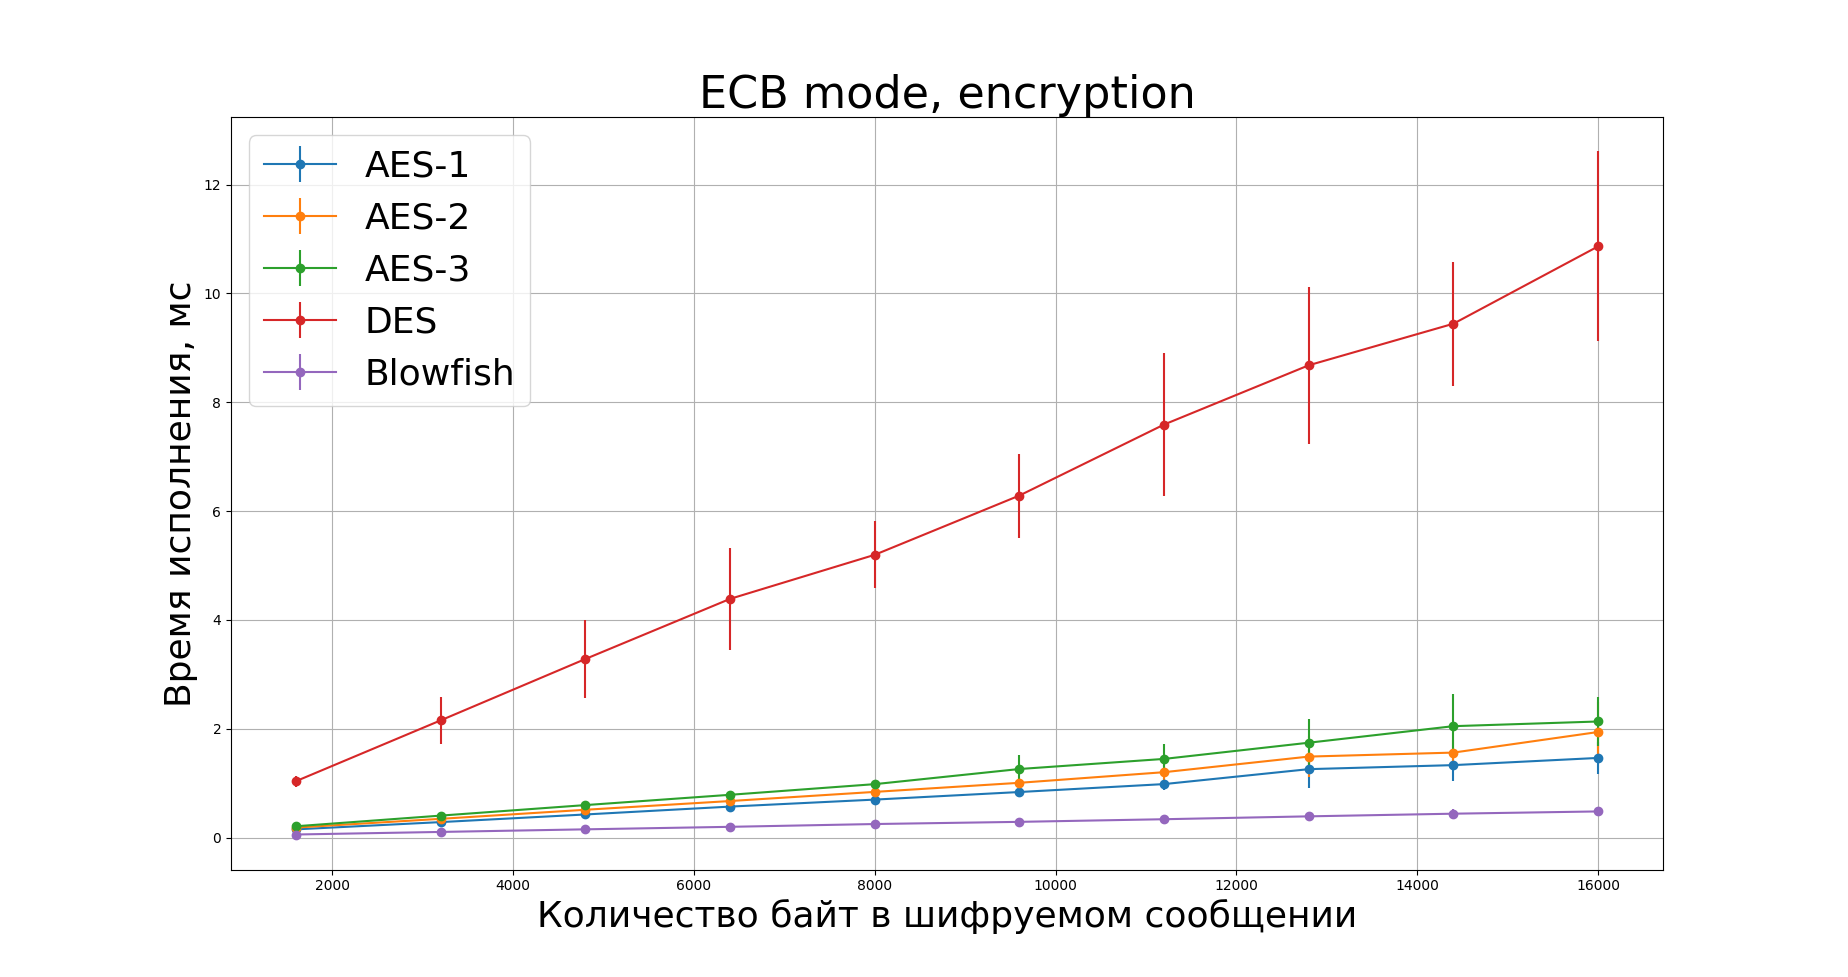 ECB mode, encryption
AES-1
AES-2
AES-3
DES
Blowfish
Время исполнения, мс
12
10
8
6
4
2
0
2000 4000 6000 8000 10000 12000 14000 16000
Количество байт в шифруемом сообщении